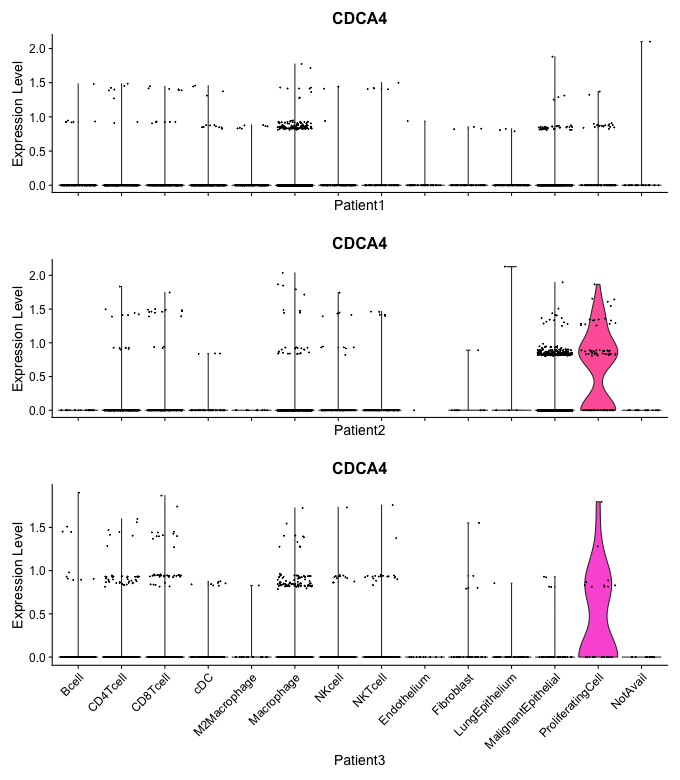 CDCA4
Expression Level
2.0
1.5
1.0
0.5
0.0
Patient1
CDCA4
Expression Level
2.0
1.5
1.0
0.5
0.0
Patient2
CDCA4
Expression Level
1.5
1.0
0.5
0.0
Bcell
CD4Tcell
CD8Tcell
cDC
M2Macrophage
Macrophage
NKcell
NKTcell
Endothelium
Fibroblast
LungEpithelium
MalignantEpithelial
ProliferatingCell
NotAvail
Patient3